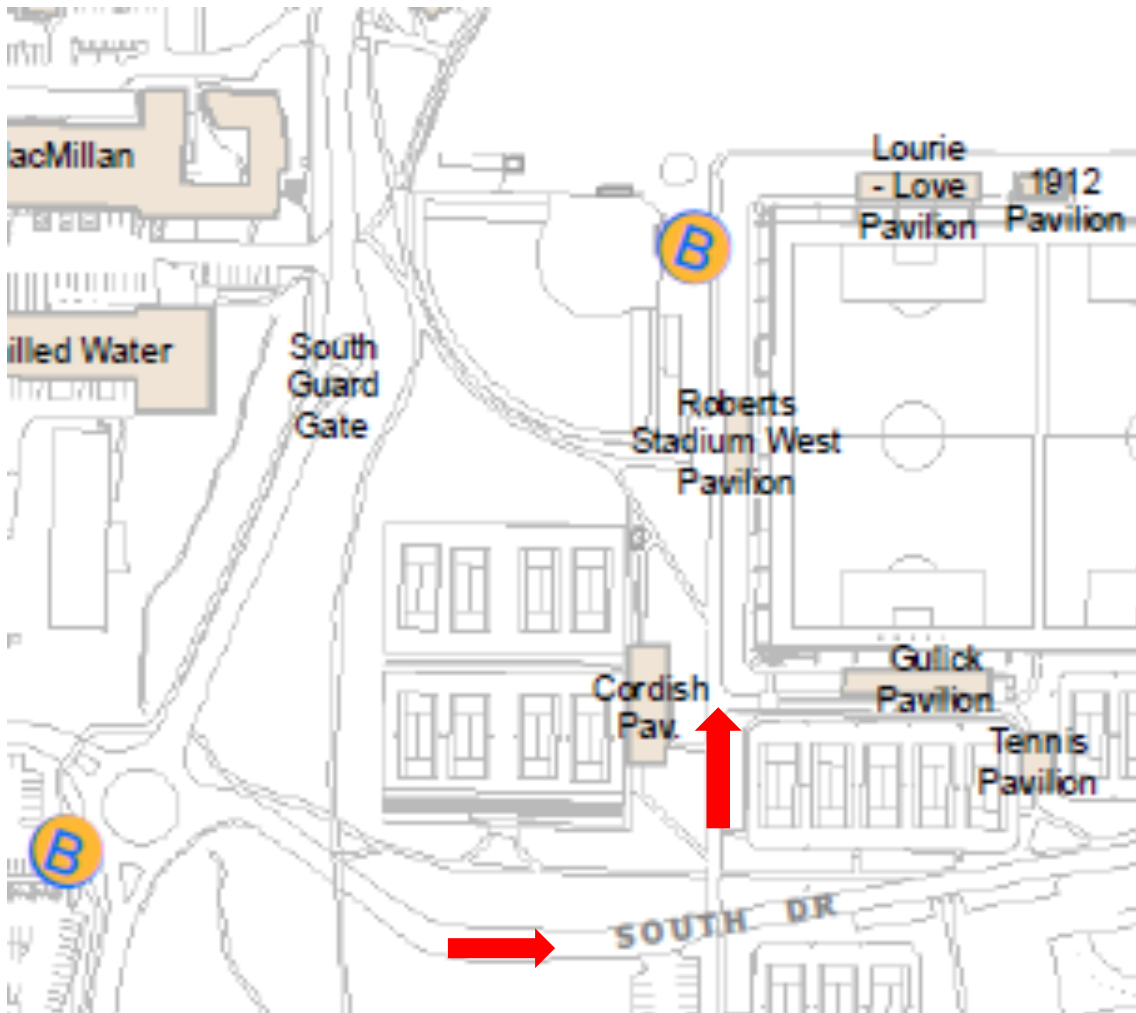 Lourie
- Love
Pavilion
1912
Pavilion
MacMillan
B
illed Water
South
Guard
Gate
Roberts
Stadium West
Pavilion
Gulick
Pavilion
Cordish
Pav.
Tennis
Pavilion
B
SOUTH DR